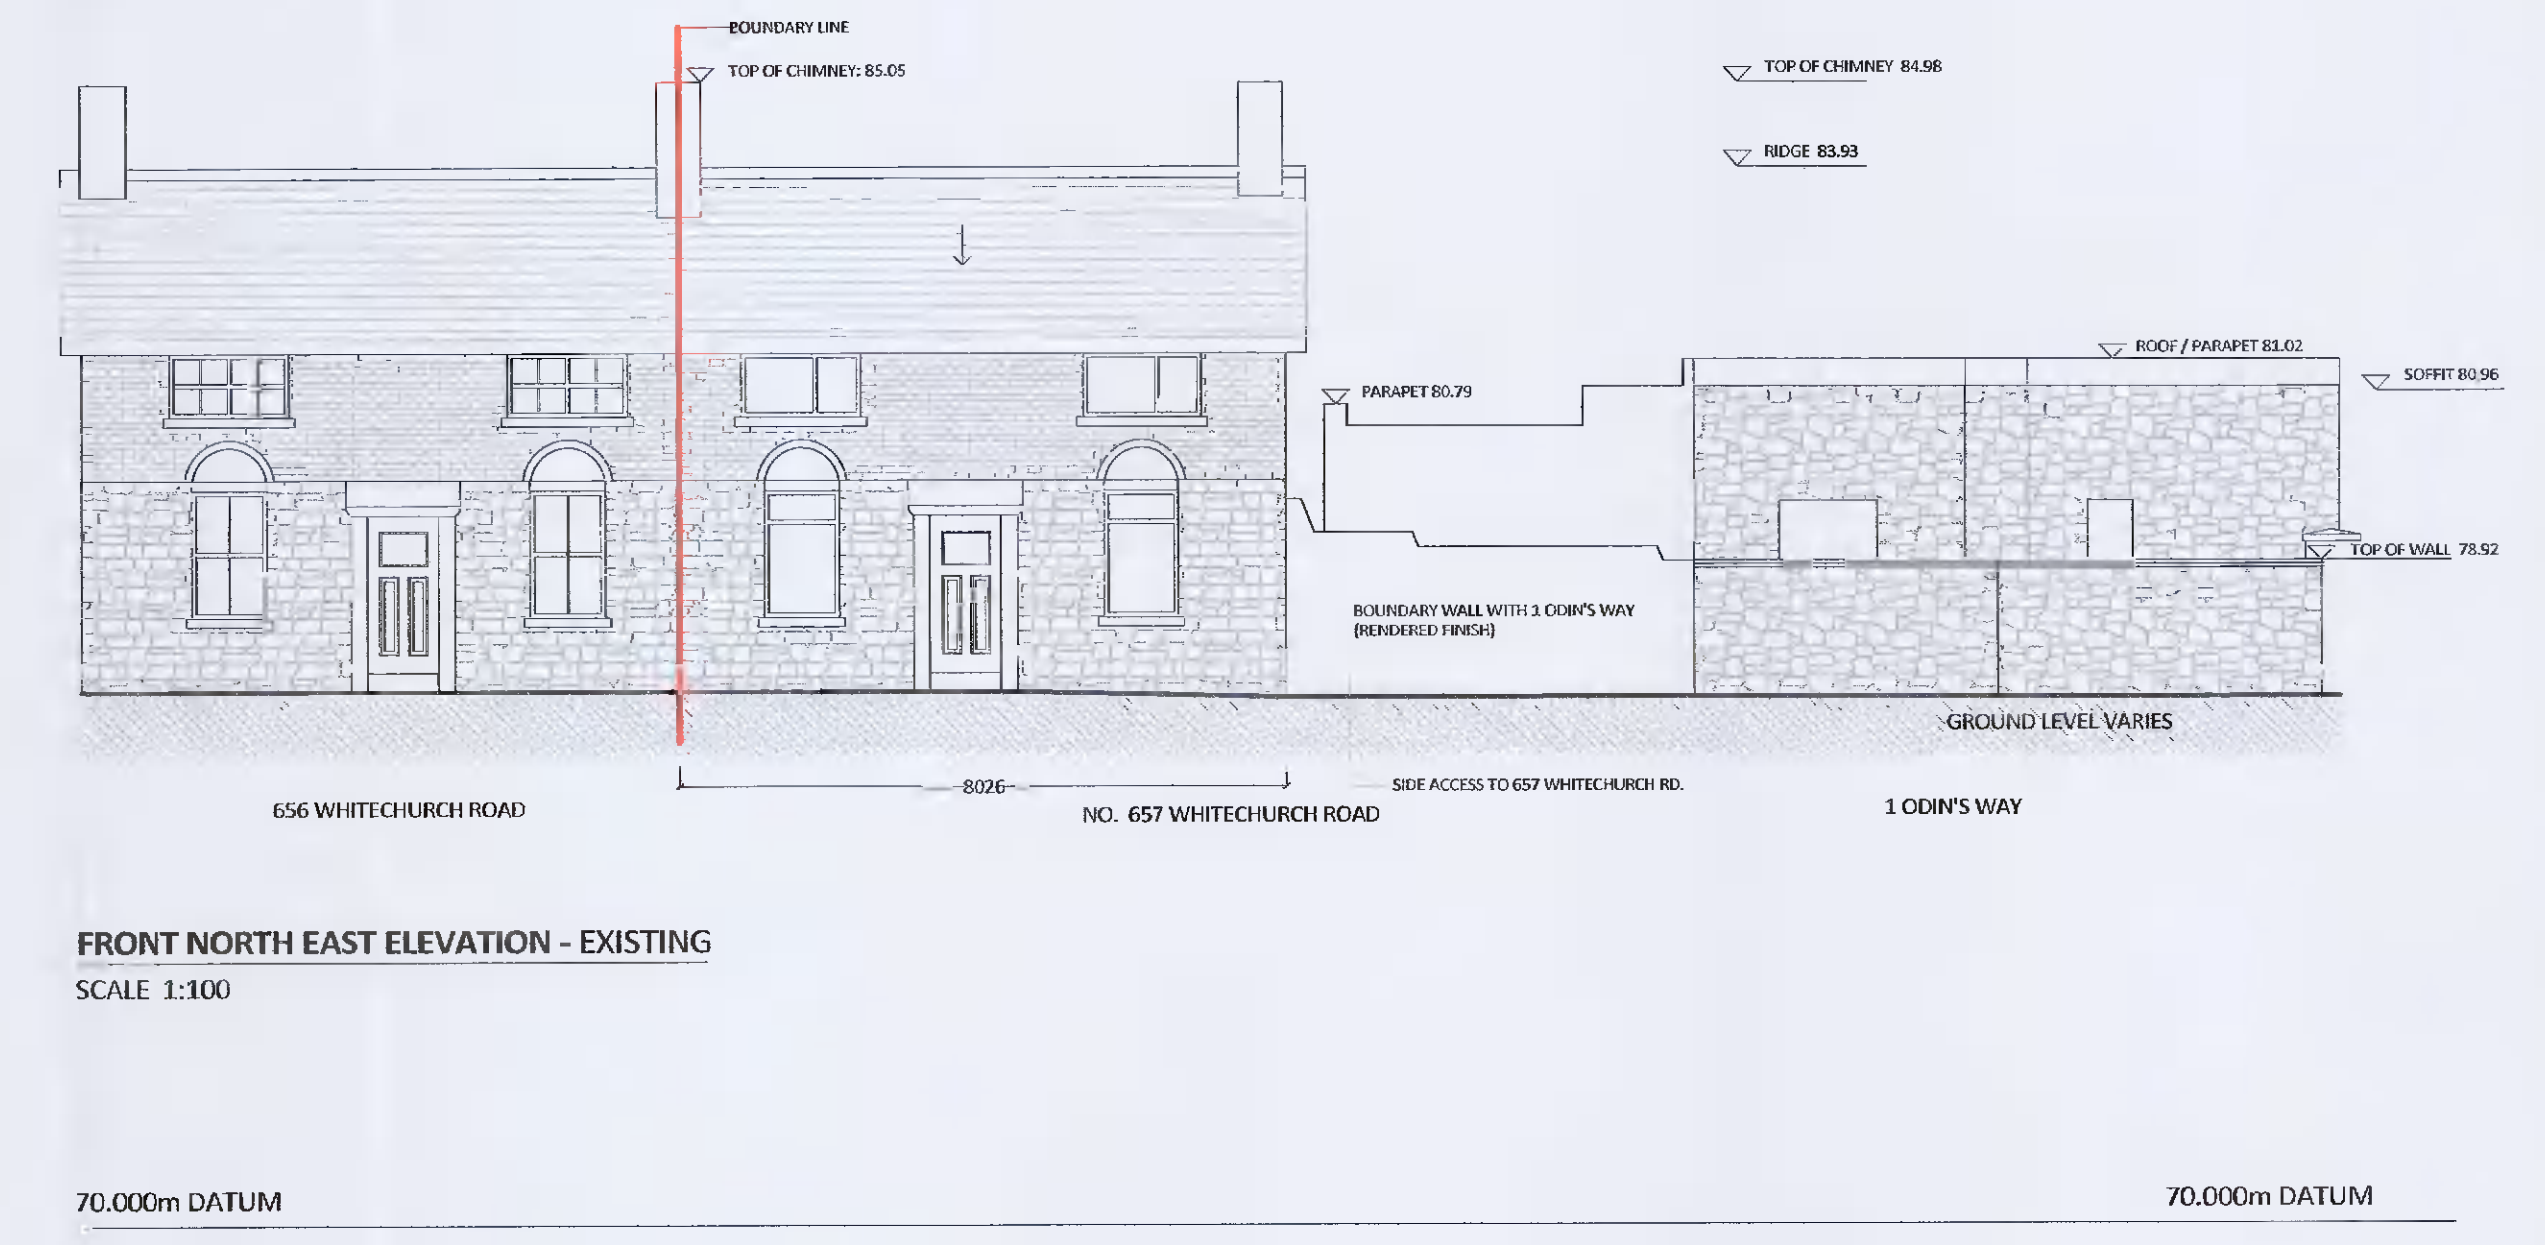 BOUNDARY LINE
TOP OF CHIMNEY: 85.05
TOP OF CHIMNEY 84.98
RIDGE 83.93
ROOF / PARAPET 81.02
SOFFIT 80.96
PARAPET 80.79
TOP OF WALL 78.92
BOUNDARY WALL WITH 1 ODIN'S WAY
(RENDERED FINISH)
GROUND LEVEL VARIES
8026
SIDE ACCESS TO 657 WHITECHURCH RD.
656 WHITECHURCH ROAD
NO. 657 WHITECHURCH ROAD
1 ODIN'S WAY
FRONT NORTH EAST ELEVATION - EXISTING
SCALE 1:100
70.000m DATUM
70.000m DATUM